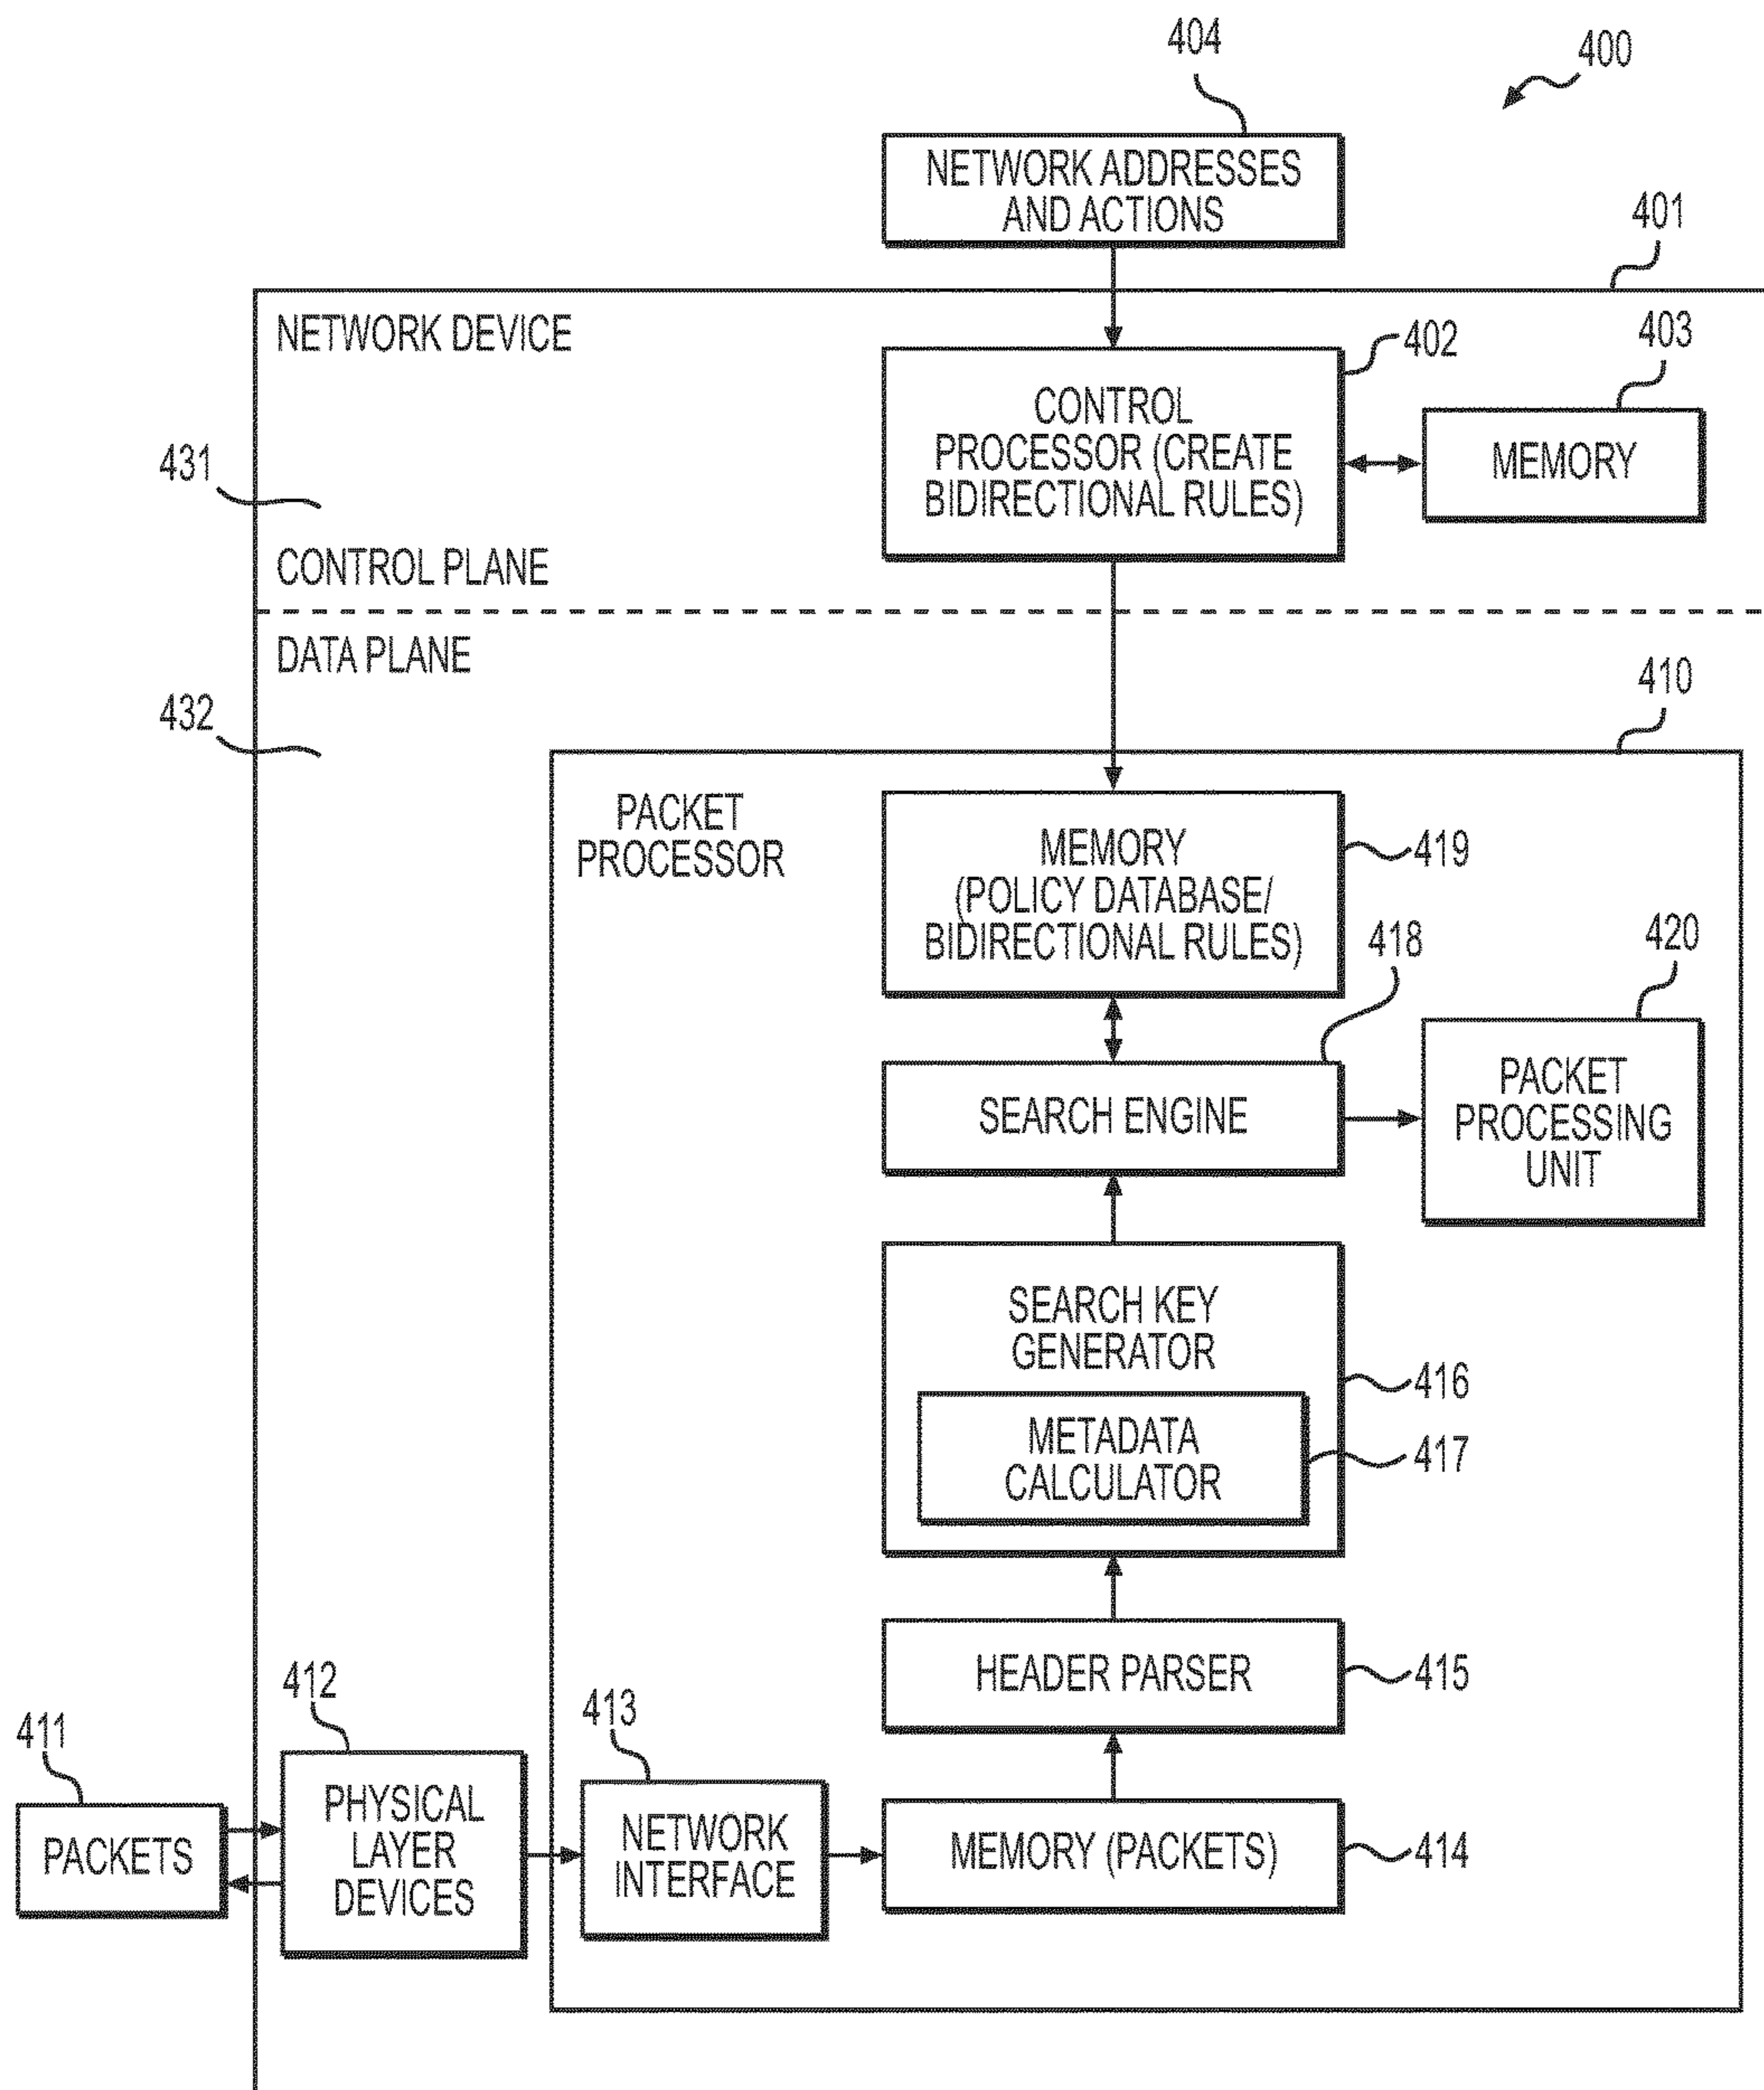 404
400
NETWORK ADDRESSES
AND ACTIONS
401
NETWORK DEVICE
402
403
CONTROL
PROCESSOR (CREATE
BIDIRECTIONAL RULES)
MEMORY
431
CONTROL PLANE
DATA PLANE
410
432
PACKET
PROCESSOR
MEMORY
(POLICY DATABASE/
BIDIRECTIONAL RULES)
419
418
420
SEARCH ENGINE
PACKET
PROCESSING
UNIT
SEARCH KEY
GENERATOR
416
METADATA
CALCULATOR
417
HEADER PARSER
415
412
413
411
PACKETS
PHYSICAL
LAYER
DEVICES
NETWORK
INTERFACE
MEMORY (PACKETS)
414